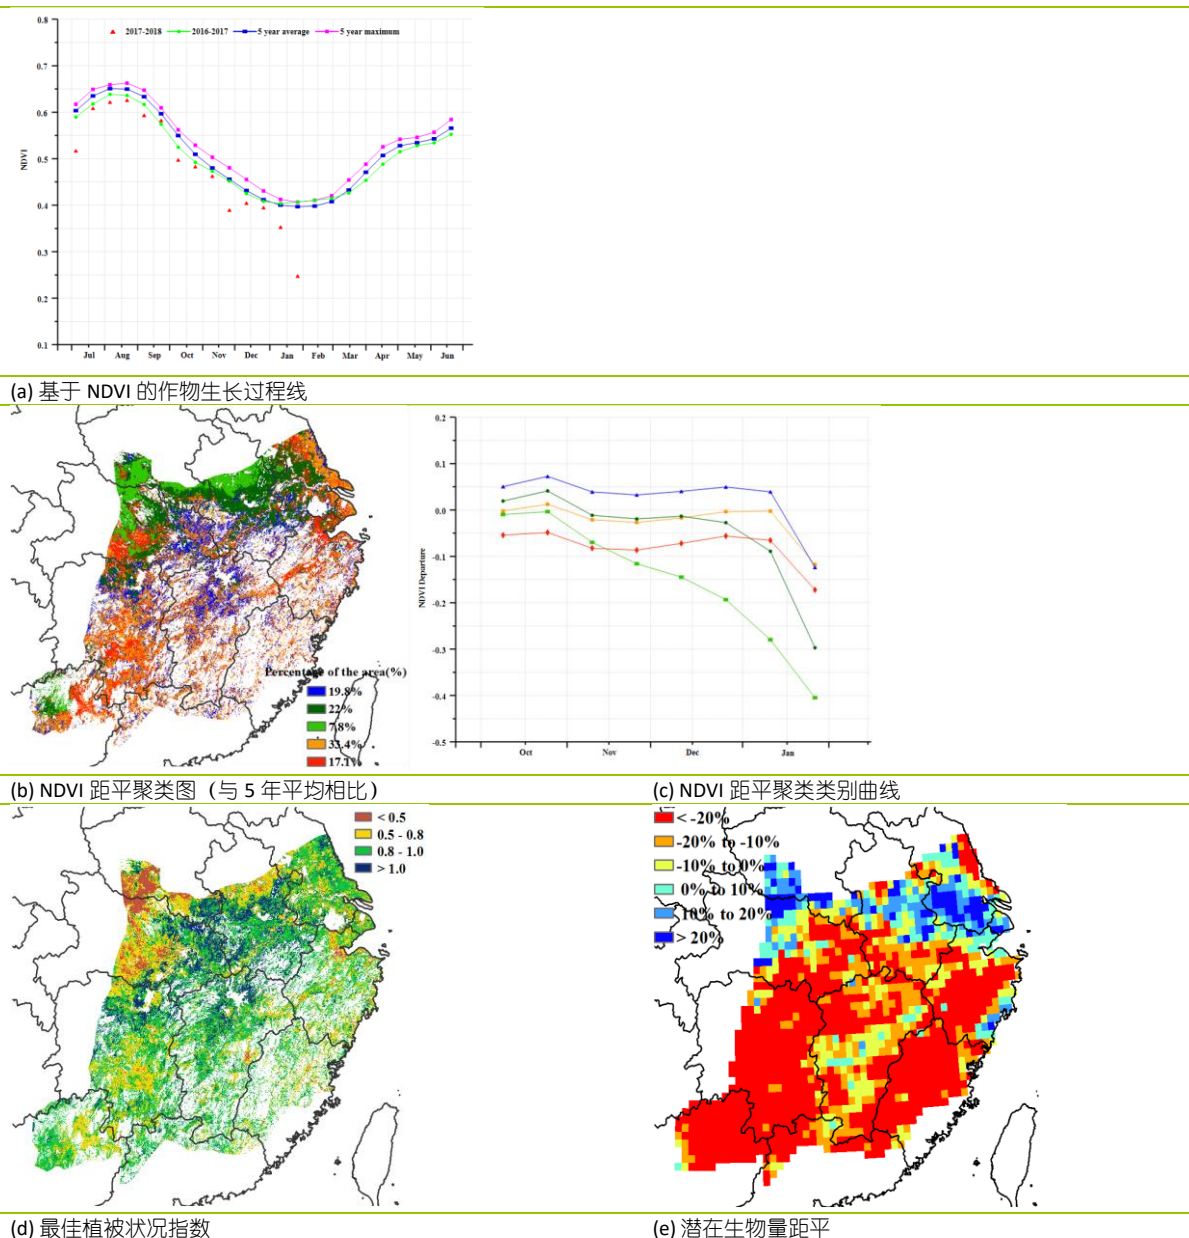 0.8
2017-2018 2016-2017 5 year average 5 year maximum
0.7
0.6
0.5
0.4
0.3
0.2
0.1
NDVI
Jul Aug Sep Oct Nov Dec Jan Feb Mar Apr May Jun
(a) 基于 NDVI 的作物生长过程线
Percentage of the area(%)
19.8%
22%
7.8%
33.4%
17.1%
0.2
0.1
0.0
-0.1
-0.2
-0.3
-0.4
-0.5
NDVI Departure
Oct Nov Dec Jan
(b) NDVI 距平聚类图（与 5 年平均相比）
(c) NDVI 距平聚类类别曲线
< 0.5
0.5 - 0.8
0.8 - 1.0
> 1.0
< -20%
-20% to -10%
-10% to 0%
0% to 10%
10% to 20%
> 20%
(d) 最佳植被状况指数
(e) 潜在生物量距平